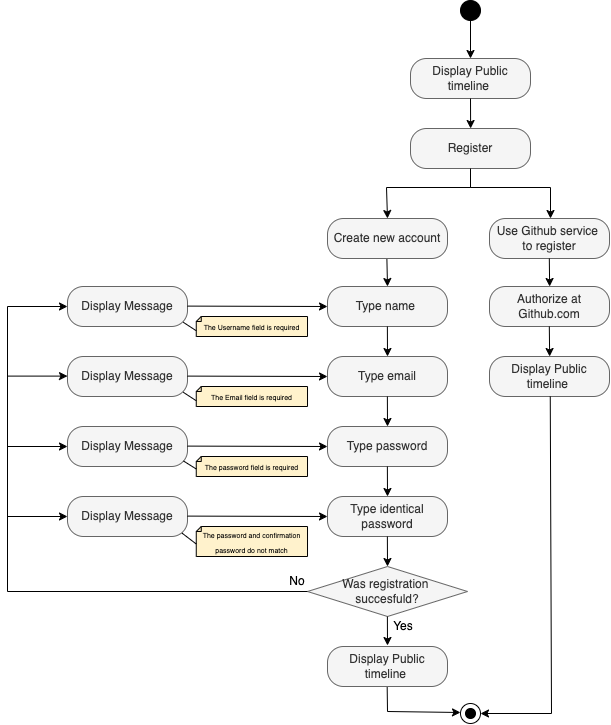 Display Public
timeline
Register
Create new account
Use Github service
to register
Display Message
Type name
Authorize at
Github.com
The Username field is required
Display Message
Type email
Display Public
timeline
The Email field is required
Display Message
Type password
The password field is required
Display Message
Type identical
password
The password and confirmation
password do not match
No
Was registration
succesfuld?
Yes
Display Public
timeline